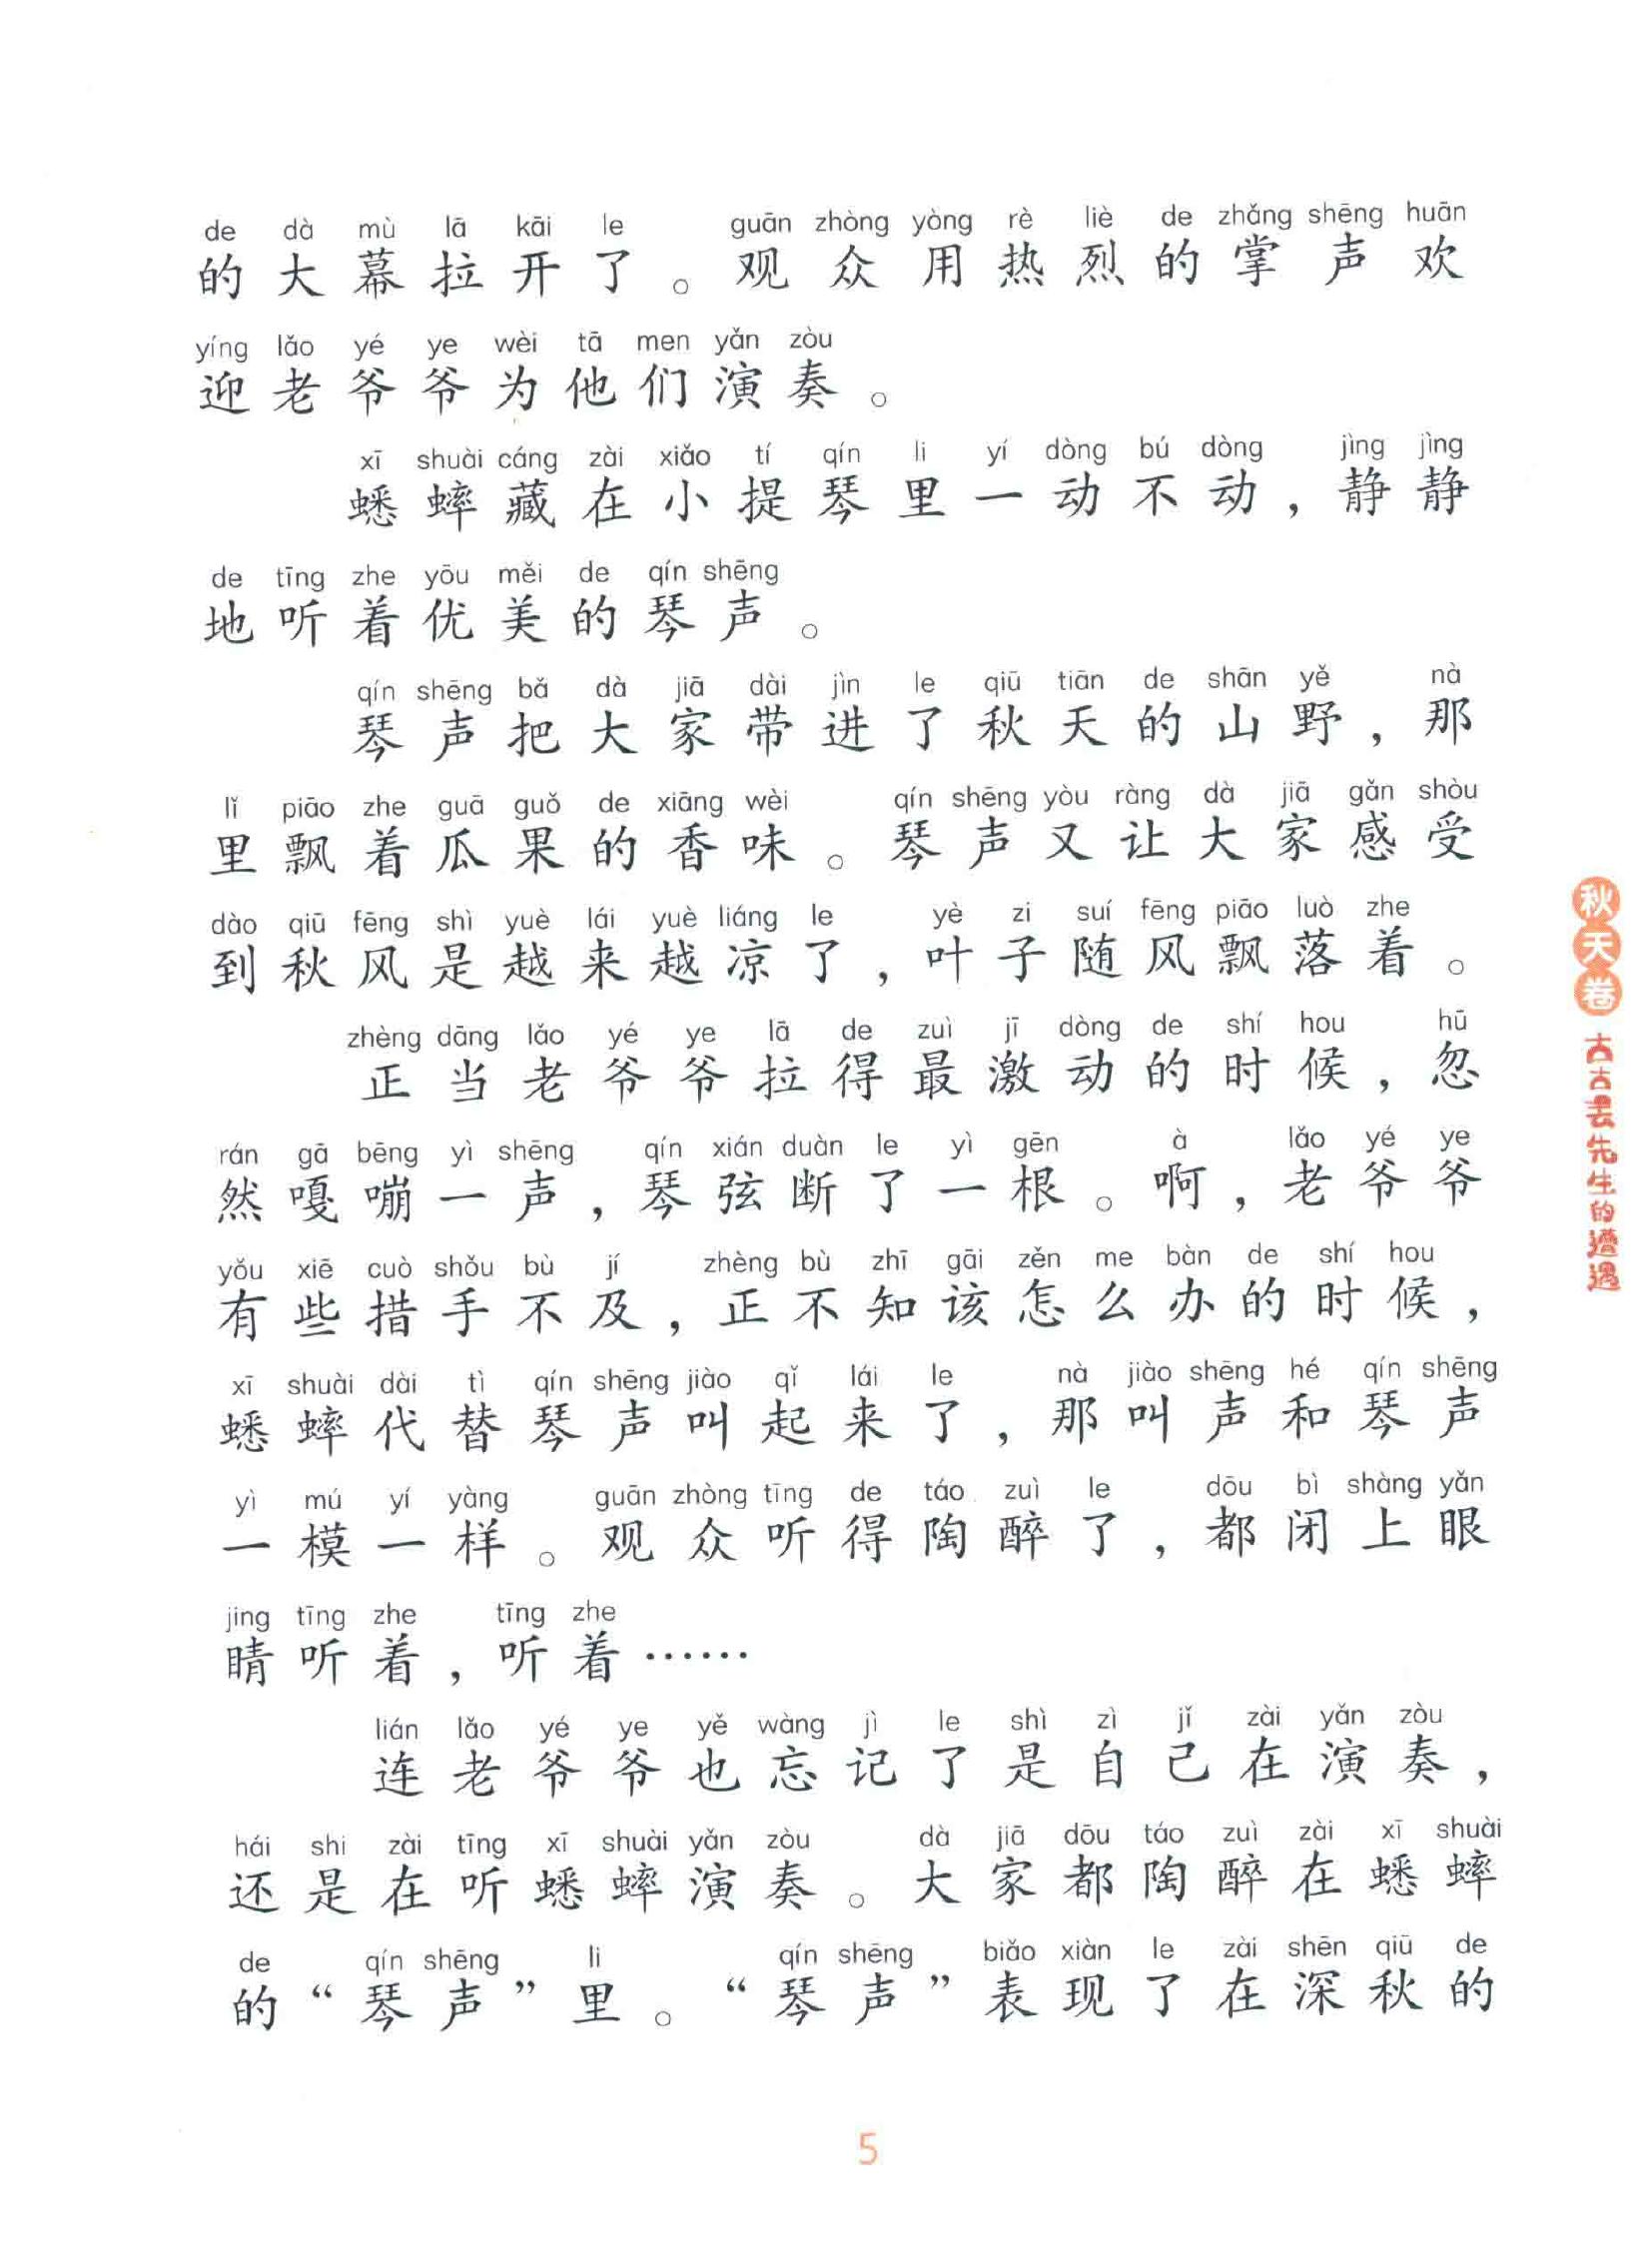 de dà mù lā kāi le guān zhòng yòng rè liè de zhǎng shēng huān
的大幕拉开了。观众用热烈的掌声欢
yíng lǎo yé ye wèi tā men yǎn zòu
迎老爷爷为他们演奏。
xī shuài cáng zài xiǎo tí qín li yí dòng bú dòng jìng jìng
蟋蟀藏在小提琴里一动不动，静静
de tīng zhe yōu měi de qín shēng
地听着优美的琴声。
qín shēng bǎ dà jiā dài jìn le qiū tiān de shān yě nà
琴声把大家带进了秋天的山野，那
lǐ piāo zhe guā guǒ de xiāng wèi qín shēng yòu ràng dà jiā gǎn shòu
里飘着瓜果的香味。琴声又让大家感受
dào qiū fēng shì yuè lái yuè liáng le yè zi suí fēng piāo luò zhe
到秋风是越来越凉了，叶子随风飘落着。
zhèng dāng lǎo yé ye lā de zuì jī dòng de shí hou hū
正当老爷爷拉得最激动的时候，忽
rán gā bēng yì shēng qín xián duàn le yì gēn à lǎo yé ye
然嘎嘣一声，琴弦断了一根。啊，老爷爷
yǒu xiē cuò shǒu bù jí zhèng bù zhī gāi zěn me bàn de shí hou
有些措手不及，正不知该怎么办的时候，
xī shuài dài tì qín shēng jiào qǐ lái le nà jiào shēng hé qín shēng
蟋蟀代替琴声叫起来了，那叫声和琴声
yì mú yí yàng guān zhòng tīng de táo zuì le dōu bì shàng yǎn
一模一样。观众听得陶醉了，都闭上眼
jing tīng zhe tīng zhe
睛听着，听着……
lián lǎo yé ye yě wàng jì le shì zì jǐ zài yǎn zòu
连老爷爷也忘记了是自己在演奏，
hái shi zài tīng xī shuài yǎn zòu dà jiā dōu táo zuì zài xī shuài
还是在听蟋蟀演奏。大家都陶醉在蟋蟀
de qín shēng li qín shēng biǎo xiàn le zài shēn qiū de
的“琴声”里。“琴声”表现了在深秋的
秋天卷 古古丢先生的遭遇
5